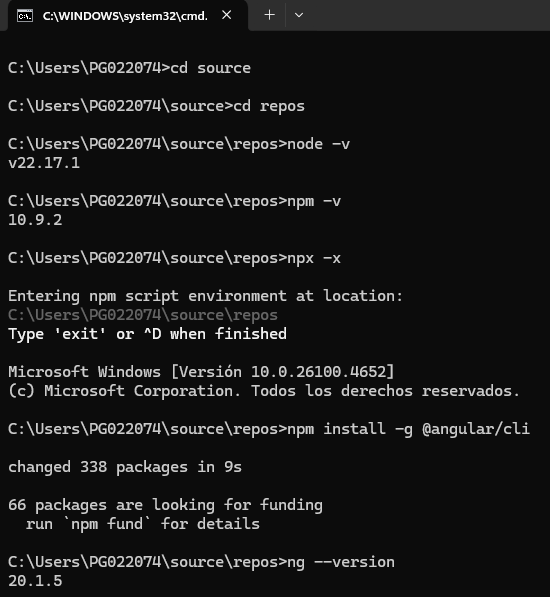 C:\WINDOWS\system32\cmd.
C:\Users\PG022074>cd source
C:\Users\PG022074\source>cd repos
C:\Users\PG022074\source\repos>node -v
v22.17.1
C:\Users\PG022074\source\repos>npm -v
10.9.2
C:\Users\PG022074\source\repos>npx -x
Entering npm script environment at location:
C:\Users\PG022074\source\repos
Type 'exit' or ^D when finished
Microsoft Windows [Versión 10.0.26100.4652]
(c) Microsoft Corporation. Todos los derechos reservados.
C:\Users\PG022074\source\repos>npm install -g @angular/cli
changed 338 packages in 9s
66 packages are looking for funding
  run `npm fund` for details
C:\Users\PG022074\source\repos>ng --version
20.1.5